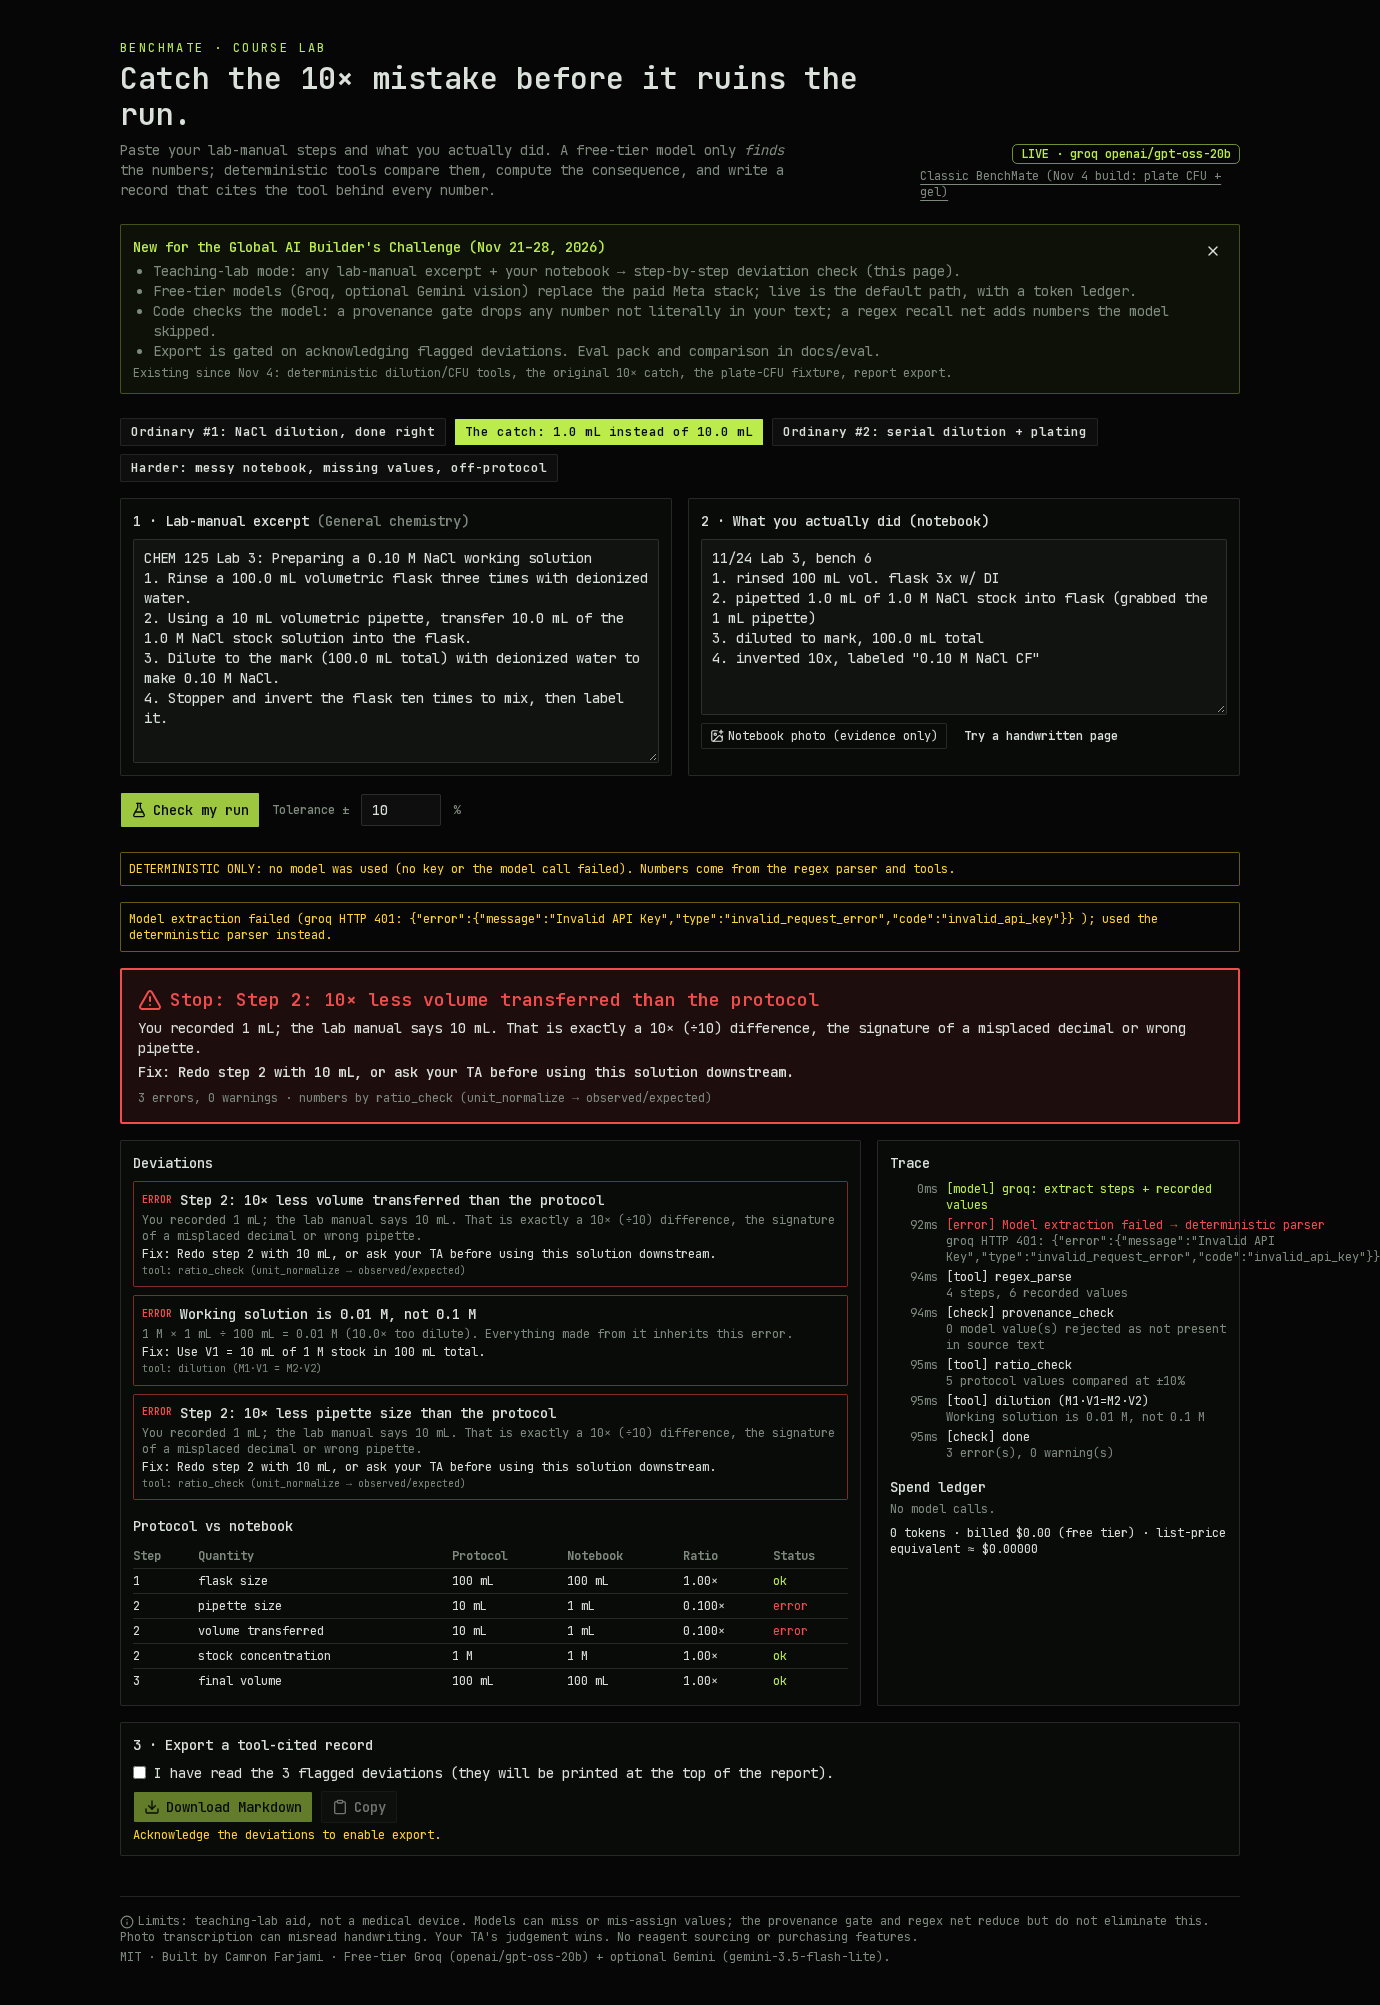 BENCHMATE · COURSE LAB
Catch the 10× mistake before it ruins the
run.
Paste your lab-manual steps and what you actually did. A free-tier model only finds
the numbers; deterministic tools compare them, compute the consequence, and write a
record that cites the tool behind every number.
LIVE · groq openai/gpt-oss-20b
Classic BenchMate (Nov 4 build: plate CFU +
gel)
New for the Global AI Builder's Challenge (Nov 21–28, 2026)
• Teaching-lab mode: any lab-manual excerpt + your notebook → step-by-step deviation check (this page).
• Free-tier models (Groq, optional Gemini vision) replace the paid Meta stack; live is the default path, with a token ledger.
• Code checks the model: a provenance gate drops any number not literally in your text; a regex recall net adds numbers the model
skipped.
• Export is gated on acknowledging flagged deviations. Eval pack and comparison in docs/eval.
Existing since Nov 4: deterministic dilution/CFU tools, the original 10× catch, the plate-CFU fixture, report export.
Ordinary #1: NaCl dilution, done right
The catch: 1.0 mL instead of 10.0 mL
Ordinary #2: serial dilution + plating
Harder: messy notebook, missing values, off-protocol
1 · Lab-manual excerpt (General chemistry)
CHEM 125 Lab 3: Preparing a 0.10 M NaCl working solution
1. Rinse a 100.0 mL volumetric flask three times with deionized
water.
2. Using a 10 mL volumetric pipette, transfer 10.0 mL of the
1.0 M NaCl stock solution into the flask.
3. Dilute to the mark (100.0 mL total) with deionized water to
make 0.10 M NaCl.
4. Stopper and invert the flask ten times to mix, then label
it.
2 · What you actually did (notebook)
11/24 Lab 3, bench 6
1. rinsed 100 mL vol. flask 3x w/ DI
2. pipetted 1.0 mL of 1.0 M NaCl stock into flask (grabbed the
1 mL pipette)
3. diluted to mark, 100.0 mL total
4. inverted 10x, labeled "0.10 M NaCl CF"
Notebook photo (evidence only)
Try a handwritten page
Check my run
Tolerance ± 10 %
DETERMINISTIC ONLY: no model was used (no key or the model call failed). Numbers come from the regex parser and tools.
Model extraction failed (groq HTTP 401: {"error":{"message":"Invalid API Key","type":"invalid_request_error","code":"invalid_api_key"}} ); used the
deterministic parser instead.
Stop: Step 2: 10× less volume transferred than the protocol
You recorded 1 mL; the lab manual says 10 mL. That is exactly a 10× (÷10) difference, the signature of a misplaced decimal or wrong
pipette.
Fix: Redo step 2 with 10 mL, or ask your TA before using this solution downstream.
3 errors, 0 warnings · numbers by ratio_check (unit_normalize → observed/expected)
Deviations
ERROR Step 2: 10× less volume transferred than the protocol
You recorded 1 mL; the lab manual says 10 mL. That is exactly a 10× (÷10) difference, the signature
of a misplaced decimal or wrong pipette.
Fix: Redo step 2 with 10 mL, or ask your TA before using this solution downstream.
tool: ratio_check (unit_normalize → observed/expected)
ERROR Working solution is 0.01 M, not 0.1 M
1 M × 1 mL ÷ 100 mL = 0.01 M (10.0× too dilute). Everything made from it inherits this error.
Fix: Use V1 = 10 mL of 1 M stock in 100 mL total.
tool: dilution (M1·V1 = M2·V2)
ERROR Step 2: 10× less pipette size than the protocol
You recorded 1 mL; the lab manual says 10 mL. That is exactly a 10× (÷10) difference, the signature
of a misplaced decimal or wrong pipette.
Fix: Redo step 2 with 10 mL, or ask your TA before using this solution downstream.
tool: ratio_check (unit_normalize → observed/expected)
Protocol vs notebook
Step Quantity Protocol Notebook Ratio Status
1 flask size 100 mL 100 mL 1.00× ok
2 pipette size 10 mL 1 mL 0.100× error
2 volume transferred 10 mL 1 mL 0.100× error
2 stock concentration 1 M 1 M 1.00× ok
3 final volume 100 mL 100 mL 1.00× ok
Trace
0ms [model] groq: extract steps + recorded
values
92ms [error] Model extraction failed → deterministic parser
groq HTTP 401: {"error":{"message":"Invalid API
Key","type":"invalid_request_error","code":"invalid_api_key"}}
94ms [tool] regex_parse
4 steps, 6 recorded values
94ms [check] provenance_check
0 model value(s) rejected as not present
in source text
95ms [tool] ratio_check
5 protocol values compared at ±10%
95ms [tool] dilution (M1·V1=M2·V2)
Working solution is 0.01 M, not 0.1 M
95ms [check] done
3 error(s), 0 warning(s)
Spend ledger
No model calls.
0 tokens · billed $0.00 (free tier) · list-price
equivalent ≈ $0.00000
3 · Export a tool-cited record
I have read the 3 flagged deviations (they will be printed at the top of the report).
Download Markdown
Copy
Acknowledge the deviations to enable export.
Limits: teaching-lab aid, not a medical device. Models can miss or mis-assign values; the provenance gate and regex net reduce but do not eliminate this.
Photo transcription can misread handwriting. Your TA's judgement wins. No reagent sourcing or purchasing features.
MIT · Built by Camron Farjami · Free-tier Groq (openai/gpt-oss-20b) + optional Gemini (gemini-3.5-flash-lite).